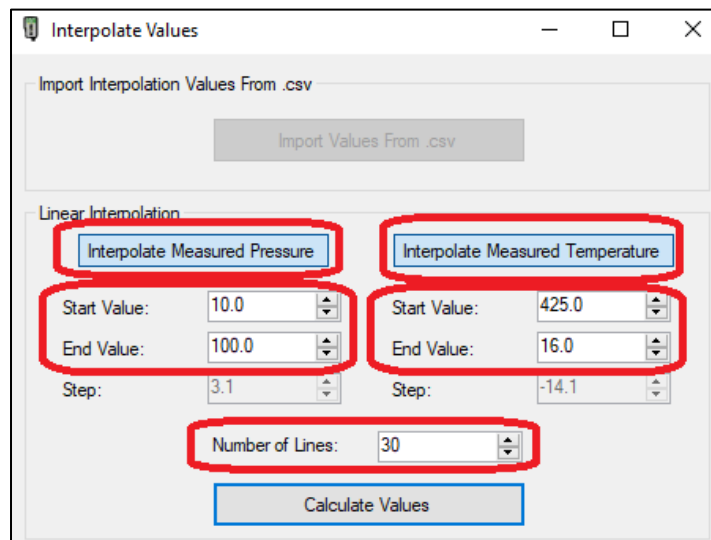 Interpolate Values
Import Interpolation Values From .csv
Import Values From .csv
Linear Interpolation
Interpolate Measured Pressure Interpolate Measured Temperature
Start Value: 10.0 Start Value: 425.0
End Value: 100.0 End Value: 16.0
Step: 3.1 Step: -14.1
Number of Lines: 30
Calculate Values